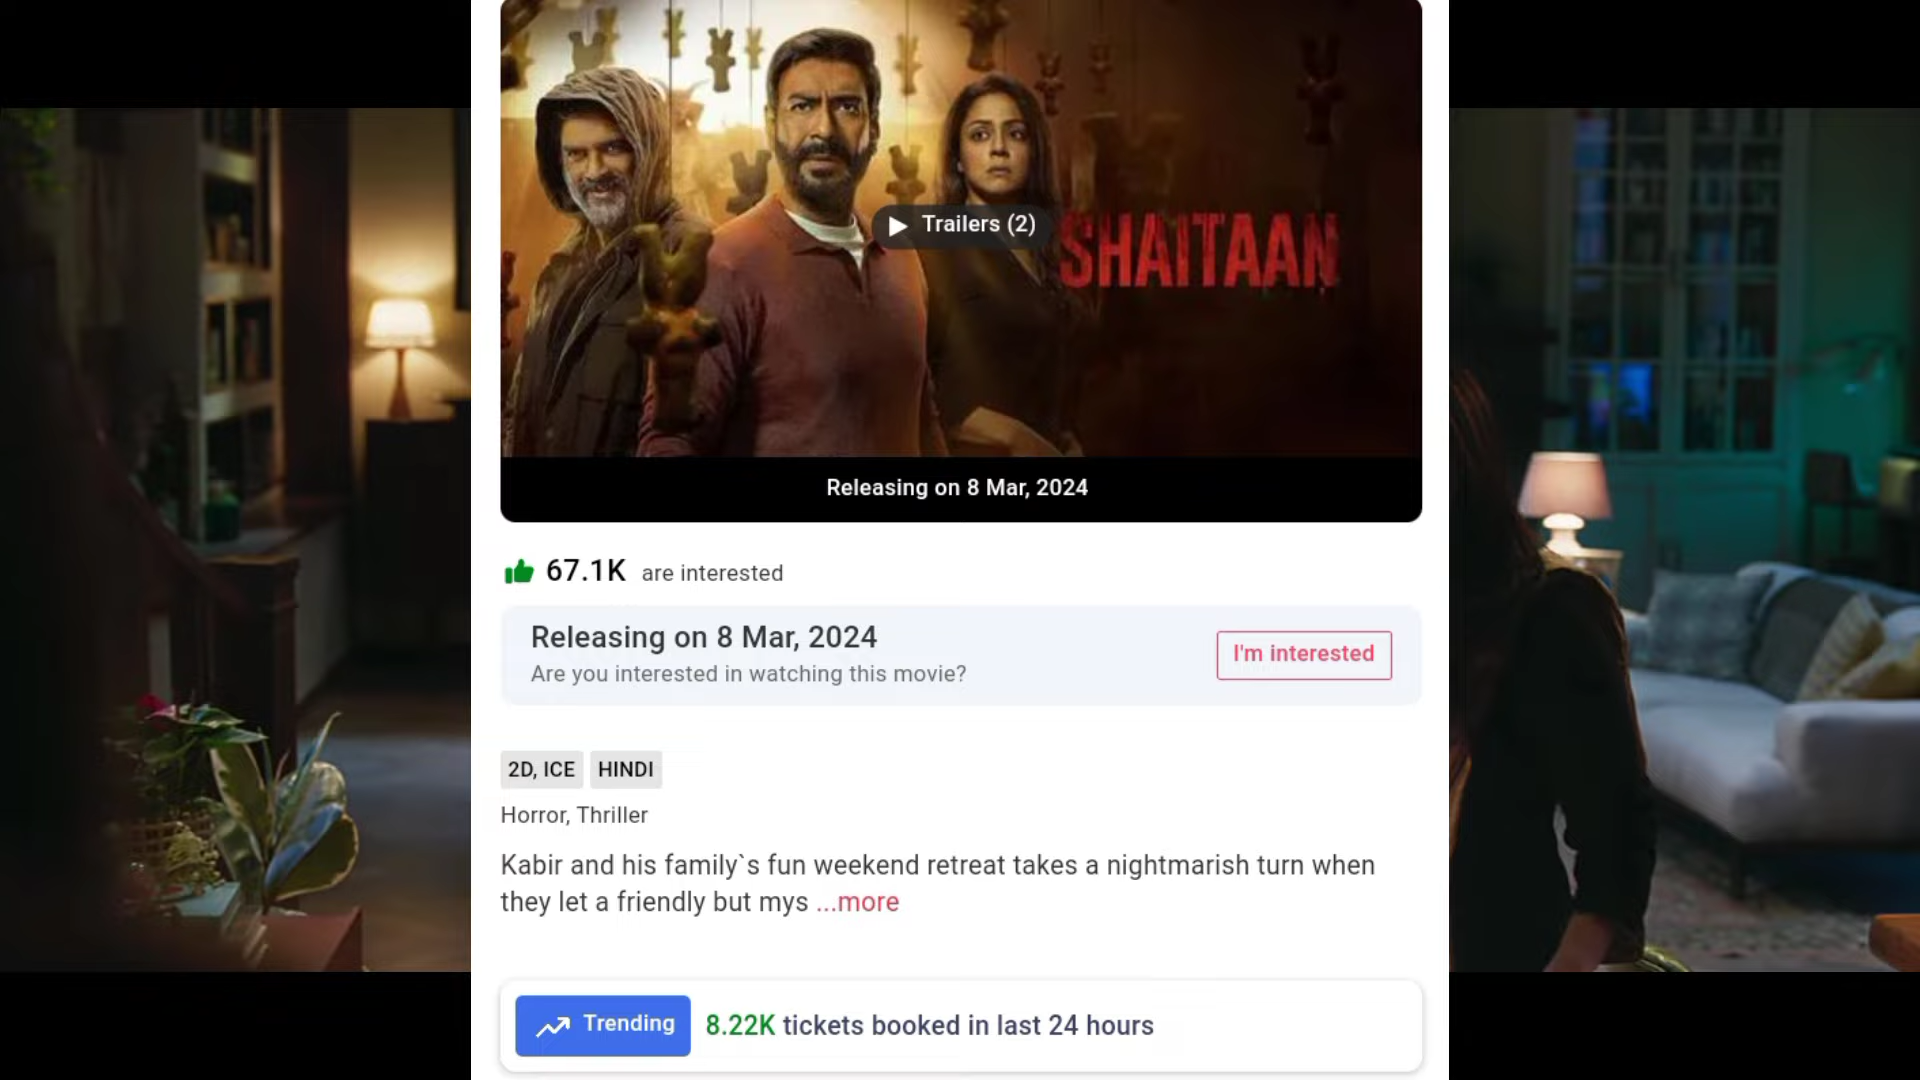 Trailers (2)
SHAITAAN
Releasing on 8 Mar, 2024
67.1K are interested
Releasing on 8 Mar, 2024
Are you interested in watching this movie?
I'm interested
2D, ICE HINDI
Horror, Thriller
Kabir and his family`s fun weekend retreat takes a nightmarish turn when
they let a friendly but mys ...more
Trending 8.22K tickets booked in last 24 hours